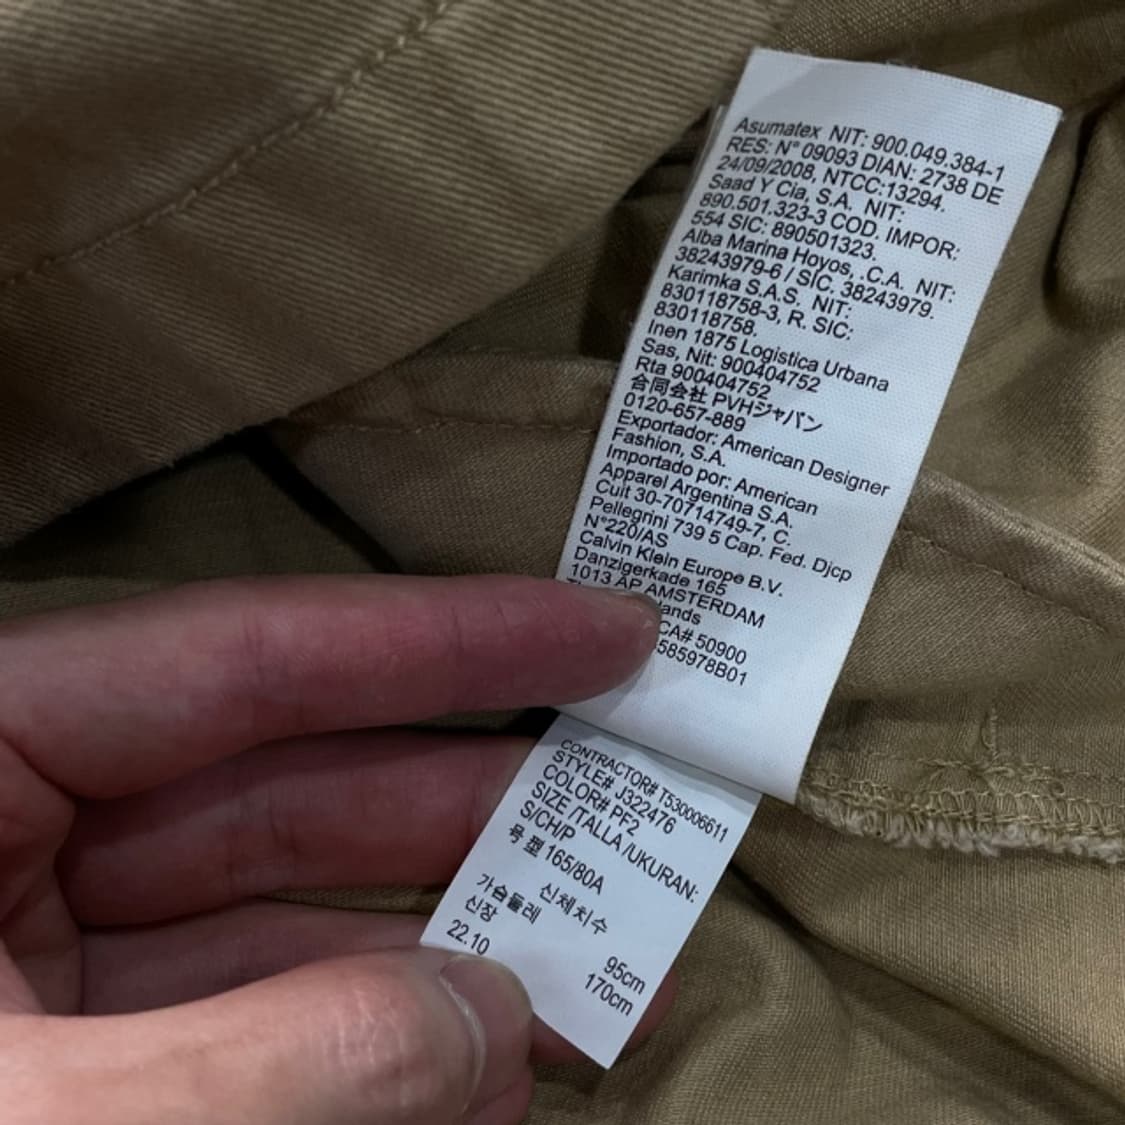 Asumatex NIT: 900.049.384-1
RES: N° 09093 DIAN: 2738 DE
24/09/2008, NTCC:13294.
Saad Y Cia, S.A. NIT:
890.501.323-3 COD. IMPOR:
554 SIC: 890501323.
Alba Marina Hoyos, .C.A. NIT:
38243979-6 / SIC. 38243979.
Karimka S.A.S. NIT:
830118758-3, R. SIC:
830118758.
Inen 1875 Logistica Urbana
Sas, Nit: 900404752
Rta 900404752
合同会社 PVHジャパン
0120-657-889
Exportador: American Designer
Fashion, S.A.
Importado por: American
Apparel Argentina S.A.
Cuit 30-70714749-7, C.
Pellegrini 739 5 Cap. Fed. Djcp
N°220/AS
Calvin Klein Europe B.V.
Danzigerkade 165
1013 AP AMSTERDAM
lands
CA# 50900
585978B01
CONTRACTOR# T530006611
STYLE# J322476
COLOR# PF2
SIZE /TALLA /UKURAN:
S/CH/P
号型 165/80A
신체치수
가슴둘레 95cm
신장 170cm
22.10